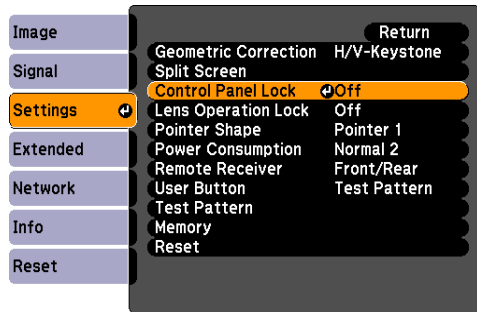 Image
Signal
Settings
Extended
Network
Info
Reset
Return
Geometric Correction H/V-Keystone
Split Screen
Control Panel Lock Off
Lens Operation Lock Off
Pointer Shape Pointer 1
Power Consumption Normal 2
Remote Receiver Front/Rear
User Button Test Pattern
Test Pattern
Memory
Reset